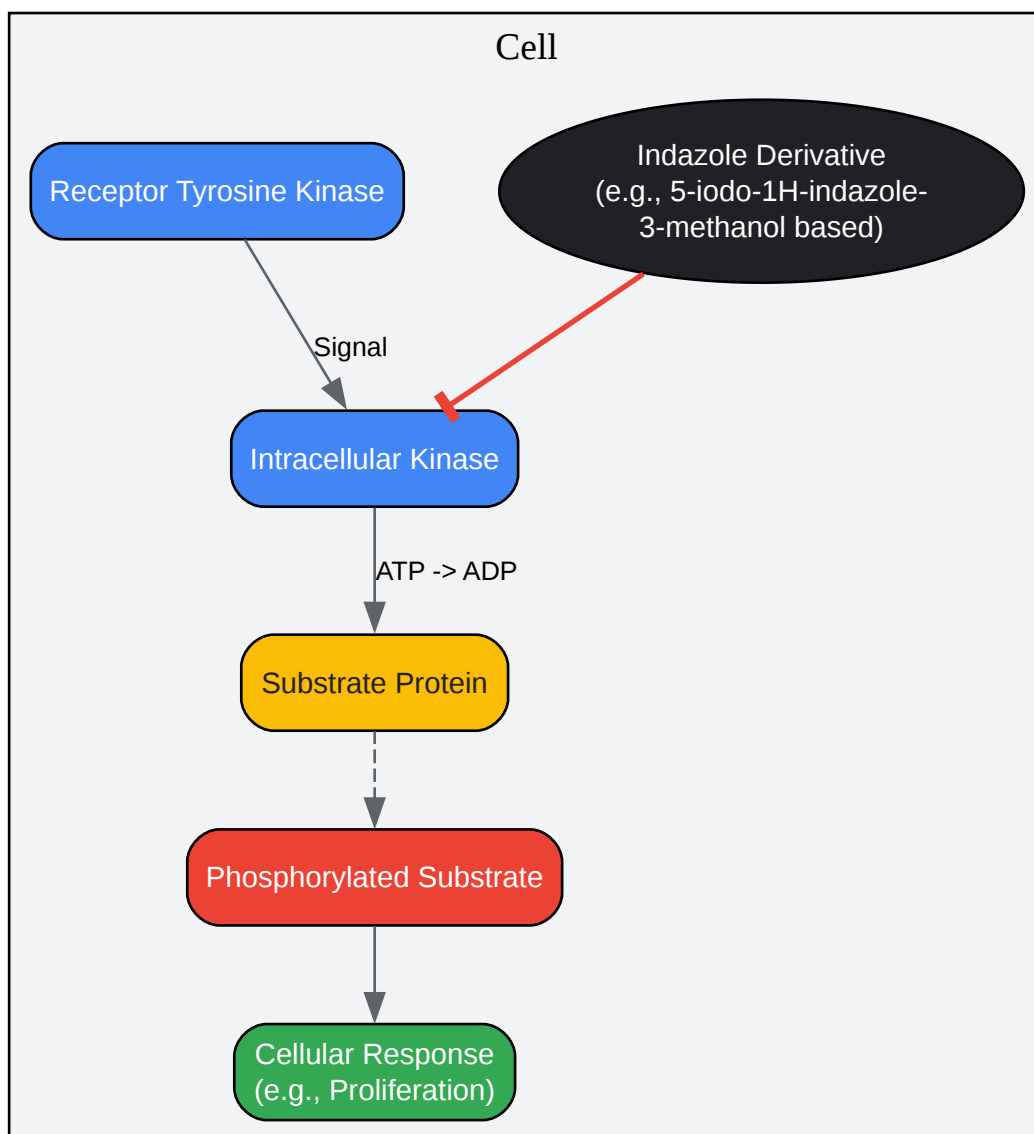 Cell
Receptor Tyrosine Kinase
Indazole Derivative
(e.g., 5-iodo-1H-indazole-
3-methanol based)
Signal
Intracellular Kinase
ATP -> ADP
Substrate Protein
Phosphorylated Substrate
Cellular Response
(e.g., Proliferation)